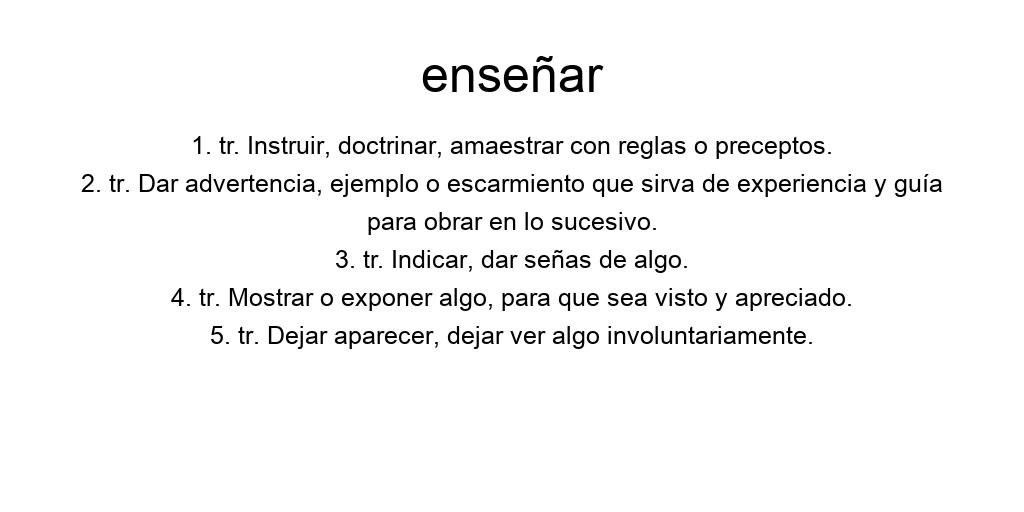 enseñar
1. tr. Instruir, doctrinar, amaestrar con reglas o preceptos.
2. tr. Dar advertencia, ejemplo o escarmiento que sirva de experiencia y guía
para obrar en lo sucesivo.
3. tr. Indicar, dar señas de algo.
4. tr. Mostrar o exponer algo, para que sea visto y apreciado.
5. tr. Dejar aparecer, dejar ver algo involuntariamente.